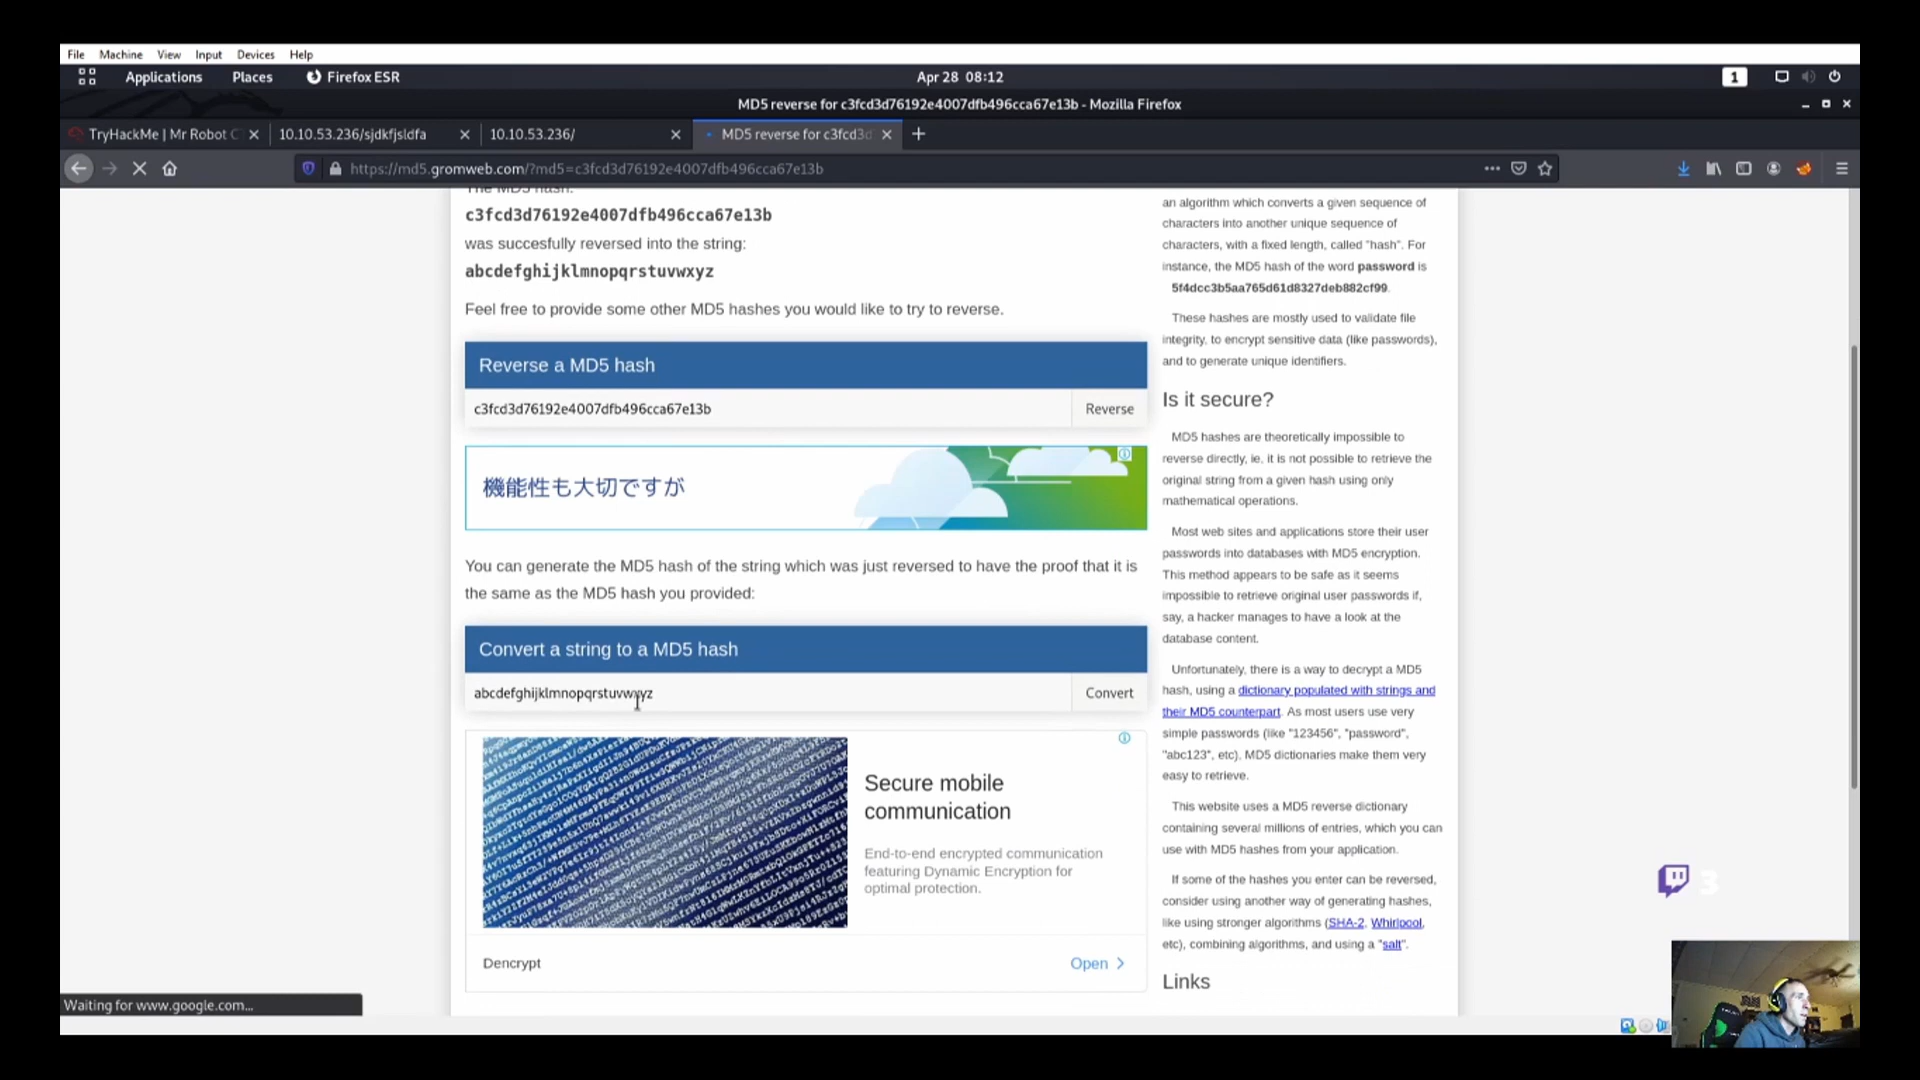 File Machine View Input Devices Help
Applications Places Firefox ESR Apr 28 08:12 1
MD5 reverse for c3fcd3d76192e4007dfb496cca67e13b - Mozilla Firefox
TryHackMe | Mr Robot C 10.10.53.236/sjdkfjsldfa 10.10.53.236/ MD5 reverse for c3fcd3d
https://md5.gromweb.com/?md5=c3fcd3d76192e4007dfb496cca67e13b
The MD5 hash:
c3fcd3d76192e4007dfb496cca67e13b
was succesfully reversed into the string:
abcdefghijklmnopqrstuvwxyz
Feel free to provide some other MD5 hashes you would like to try to reverse.
Reverse a MD5 hash
c3fcd3d76192e4007dfb496cca67e13b Reverse
機能性も大切ですが
You can generate the MD5 hash of the string which was just reversed to have the proof that it is
the same as the MD5 hash you provided:
Convert a string to a MD5 hash
abcdefghijklmnopqrstuvwxyz Convert
Secure mobile
communication
End-to-end encrypted communication
featuring Dynamic Encryption for
optimal protection.
Dencrypt Open
an algorithm which converts a given sequence of
characters into another unique sequence of
characters, with a fixed length, called "hash". For
instance, the MD5 hash of the word password is
5f4dcc3b5aa765d61d8327deb882cf99.
These hashes are mostly used to validate file
integrity, to encrypt sensitive data (like passwords),
and to generate unique identifiers.
Is it secure?
MD5 hashes are theoretically impossible to
reverse directly, ie, it is not possible to retrieve the
original string from a given hash using only
mathematical operations.
Most web sites and applications store their user
passwords into databases with MD5 encryption.
This method appears to be safe as it seems
impossible to retrieve original user passwords if,
say, a hacker manages to have a look at the
database content.
Unfortunately, there is a way to decrypt a MD5
hash, using a dictionary populated with strings and
their MD5 counterpart. As most users use very
simple passwords (like "123456", "password",
"abc123", etc), MD5 dictionaries make them very
easy to retrieve.
This website uses a MD5 reverse dictionary
containing several millions of entries, which you can
use with MD5 hashes from your application.
If some of the hashes you enter can be reversed,
consider using another way of generating hashes,
like using stronger algorithms (SHA-2, Whirlpool,
etc), combining algorithms, and using a "salt".
Links
3
Waiting for www.google.com...